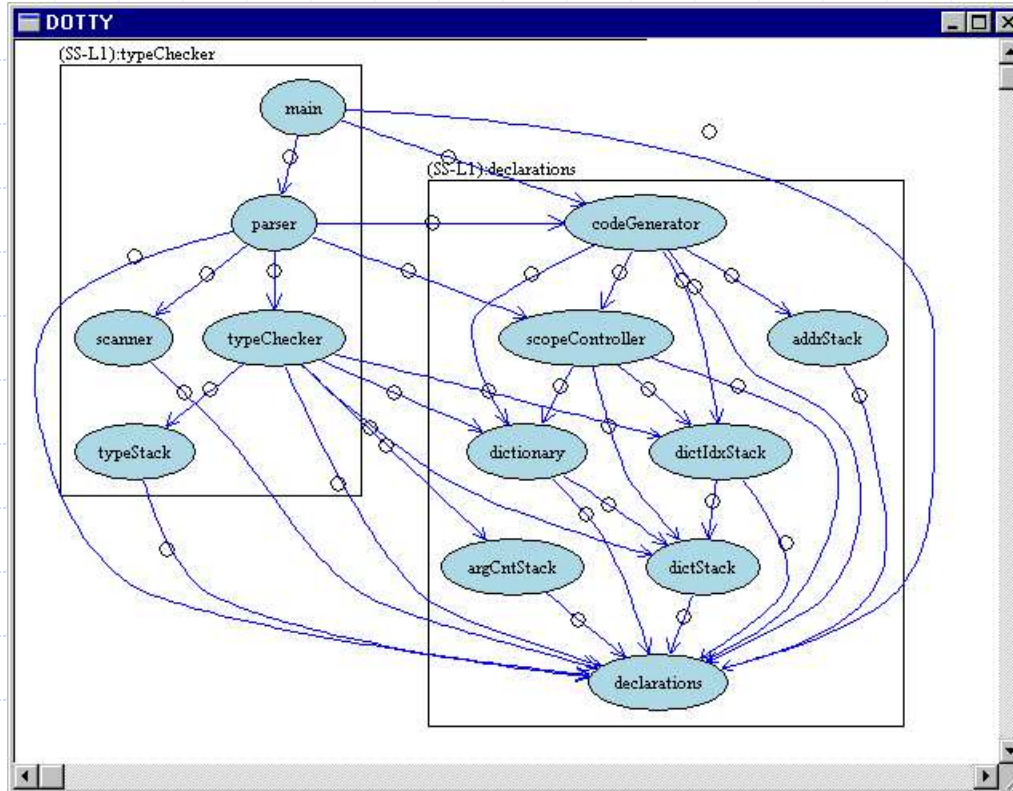 DOTTY
(SS-L1):typeChecker
main
(SS-L1):declarations
parser
codeGenerator
scanner
typeChecker
scopeController
addrStack
typeStack
dictionary
dictIdxStack
argCntStack
dictStack
declarations